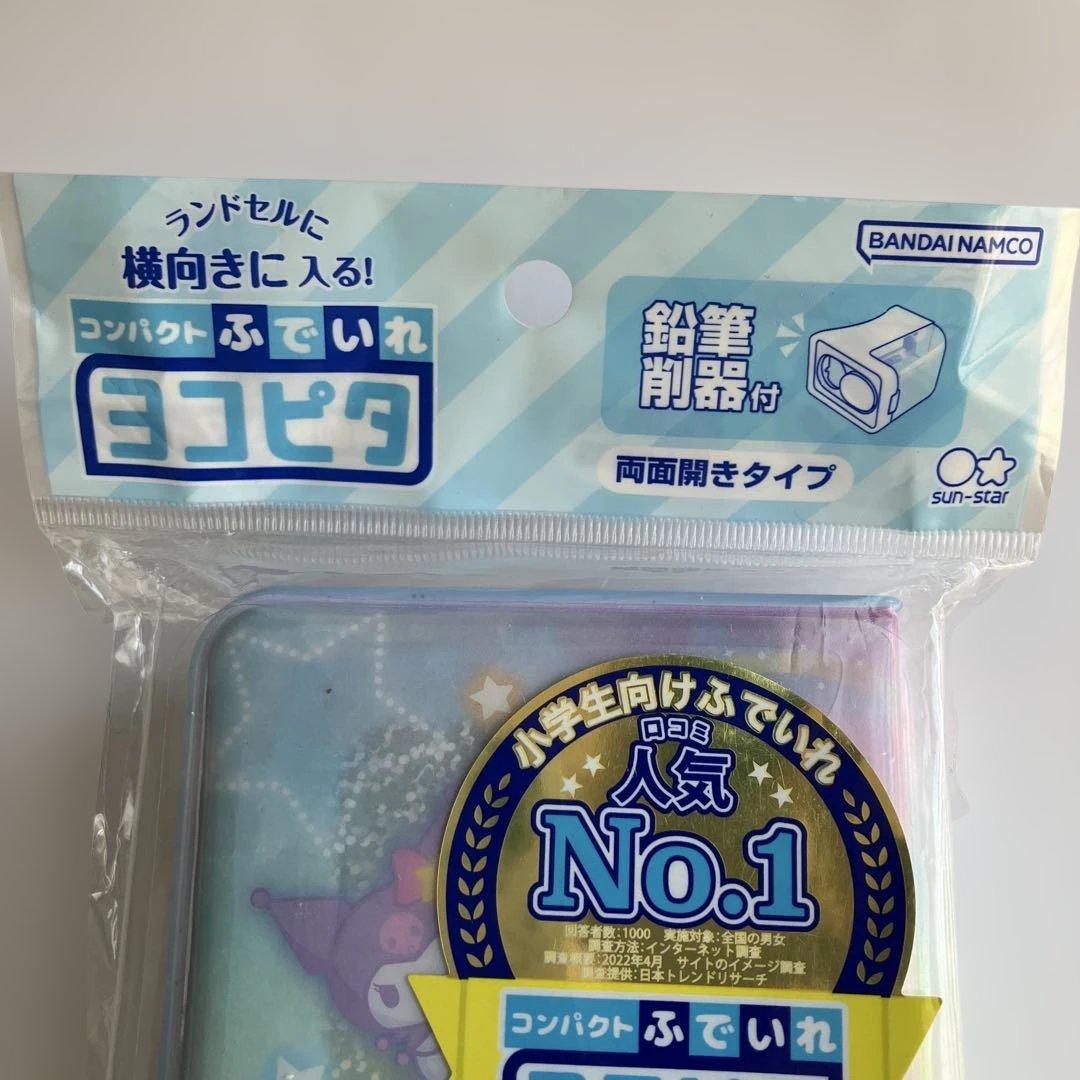 ランドセルに
横向きに入る!
コンパクトふでいれ
ヨコピタ
BANDAI NAMCO
鉛筆
削器付
両面開きタイプ
sun-star
小学生向けふでいれ
口コミ
人気
No.1
回答者数:1000 実施対象:全国の男女
調査方法:インターネット調査
調査概要:2022年4月 サイトのイメージ調査
調査提供:日本トレンドリサーチ
コンパクトふでいれ